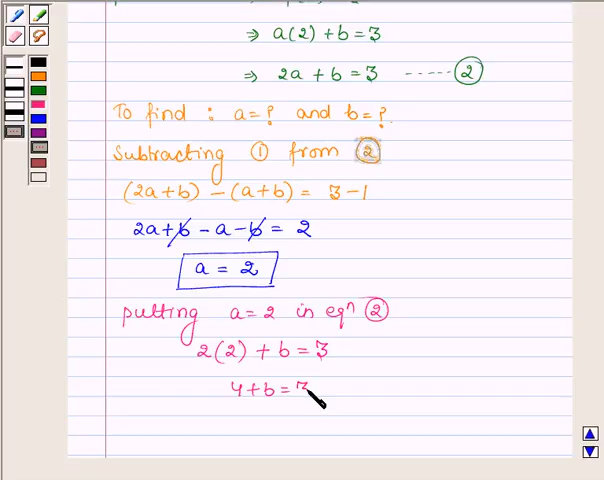 ⇒ a(2) + b = 3
⇒ 2a + b = 3 ------ ②
To find : a = ? and b = ?
Subtracting ① from ②
(2a + b) - (a + b) = 3 - 1
2a + b - a - b = 2
a = 2
putting a = 2 in eqⁿ ②
2(2) + b = 3
4 + b = 3